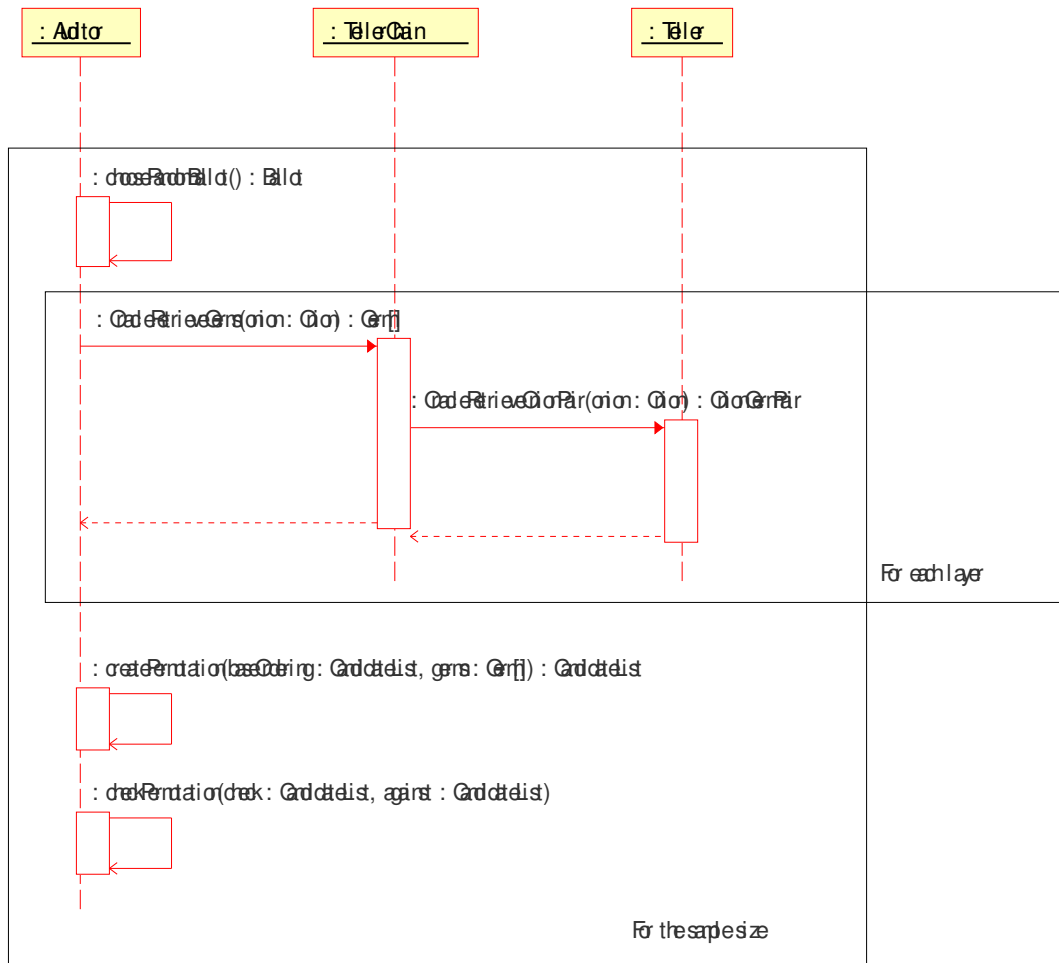 : Auditor
: TellerChain
: Teller
: chooseRandomBallot() : Ballot
: OracleRetrieveGerms(onion : Onion) : Germ[]
: OracleRetrieveOnionPair(onion : Onion) : OnionGermPair
For each layer
: createPermutation(baseOrdering : CandidateList, germs : Germ[]) : CandidateList
: checkPermutation(check : CandidateList, against : CandidateList)
For the sample size